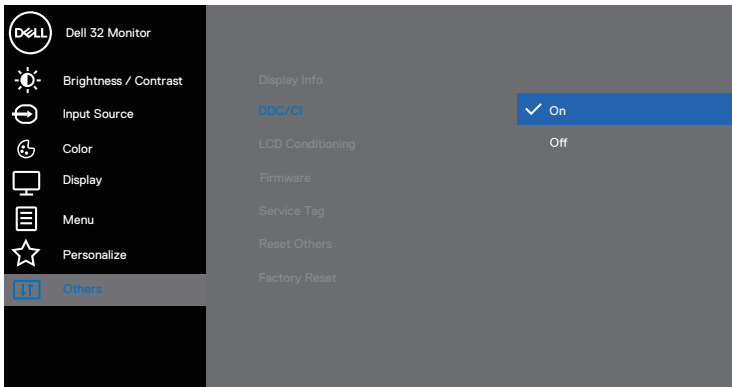 DELL
Dell 32 Monitor
Brightness / Contrast
Input Source
Color
Display
Menu
Personalize
Others
Display Info
DDC/CI
LCD Conditioning
Firmware
Service Tag
Reset Others
Factory Reset
On
Off